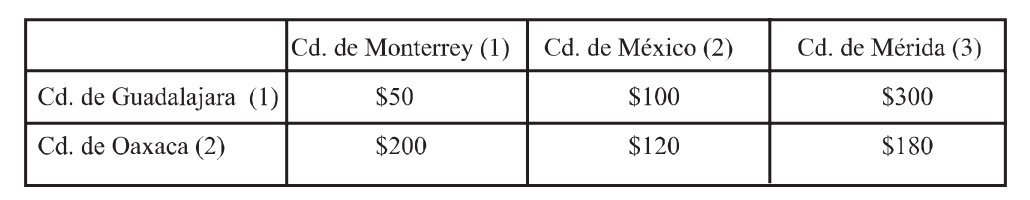 Cd. de Monterrey (1) Cd. de México (2) Cd. de Mérida (3)
Cd. de Guadalajara (1) $50 $100 $300
Cd. de Oaxaca (2) $200 $120 $180